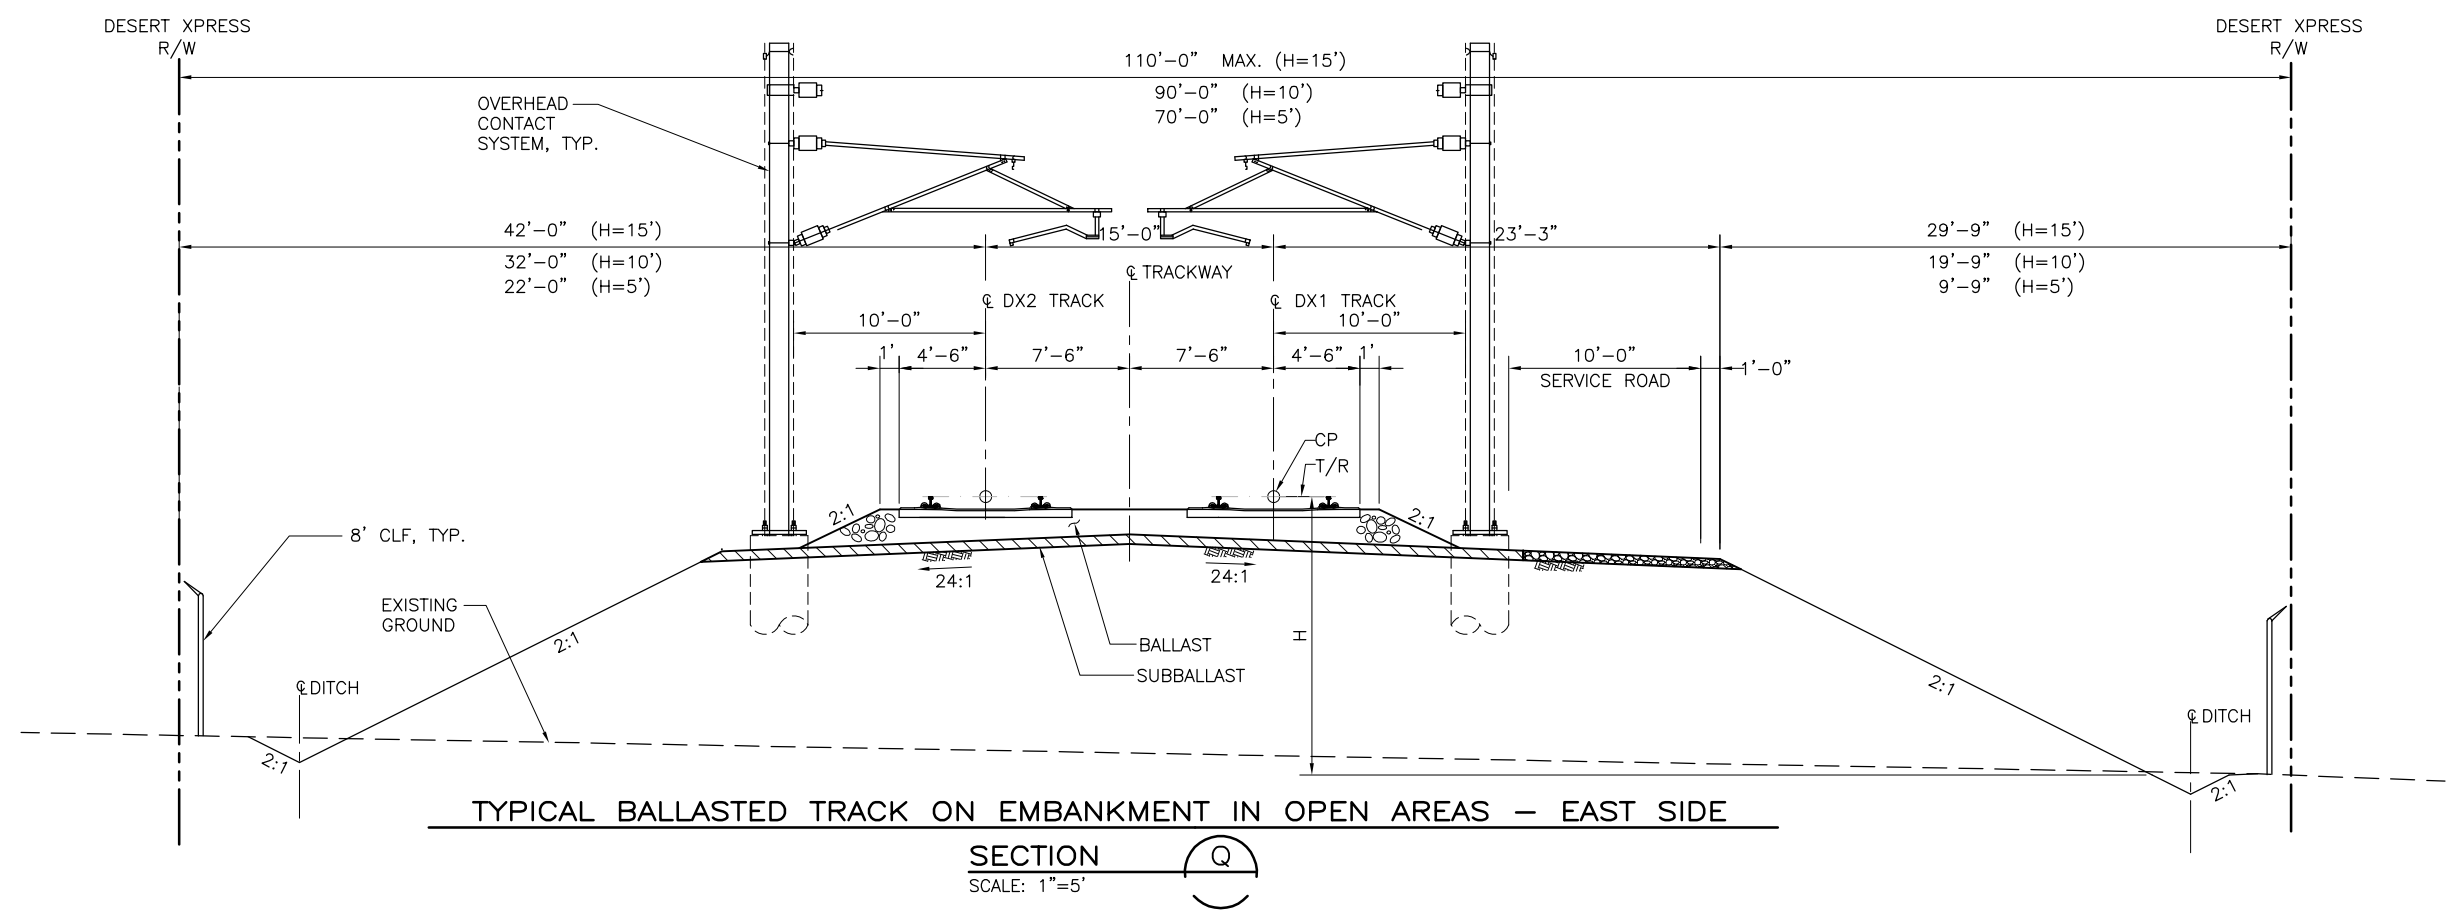 DESERT XPRESS
R/W
DESERT XPRESS
R/W
110'-0" MAX. (H=15')
90'-0" (H=10')
70'-0" (H=5')
OVERHEAD
CONTACT
SYSTEM, TYP.
42'-0" (H=15')
32'-0" (H=10')
22'-0" (H=5')
15'-0"
23'-3"
29'-9" (H=15')
19'-9" (H=10')
9'-9" (H=5')
℄ TRACKWAY
℄ DX2 TRACK
℄ DX1 TRACK
10'-0"
10'-0"
1'
4'-6"
7'-6"
7'-6"
4'-6"
1'
10'-0"
SERVICE ROAD
1'-0"
CP
T/R
2:1
2:1
8' CLF, TYP.
24:1
24:1
EXISTING
GROUND
2:1
H
BALLAST
SUBBALLAST
2:1
℄ DITCH
℄ DITCH
2:1
2:1
TYPICAL BALLASTED TRACK ON EMBANKMENT IN OPEN AREAS – EAST SIDE
SECTION Q
SCALE: 1"=5'